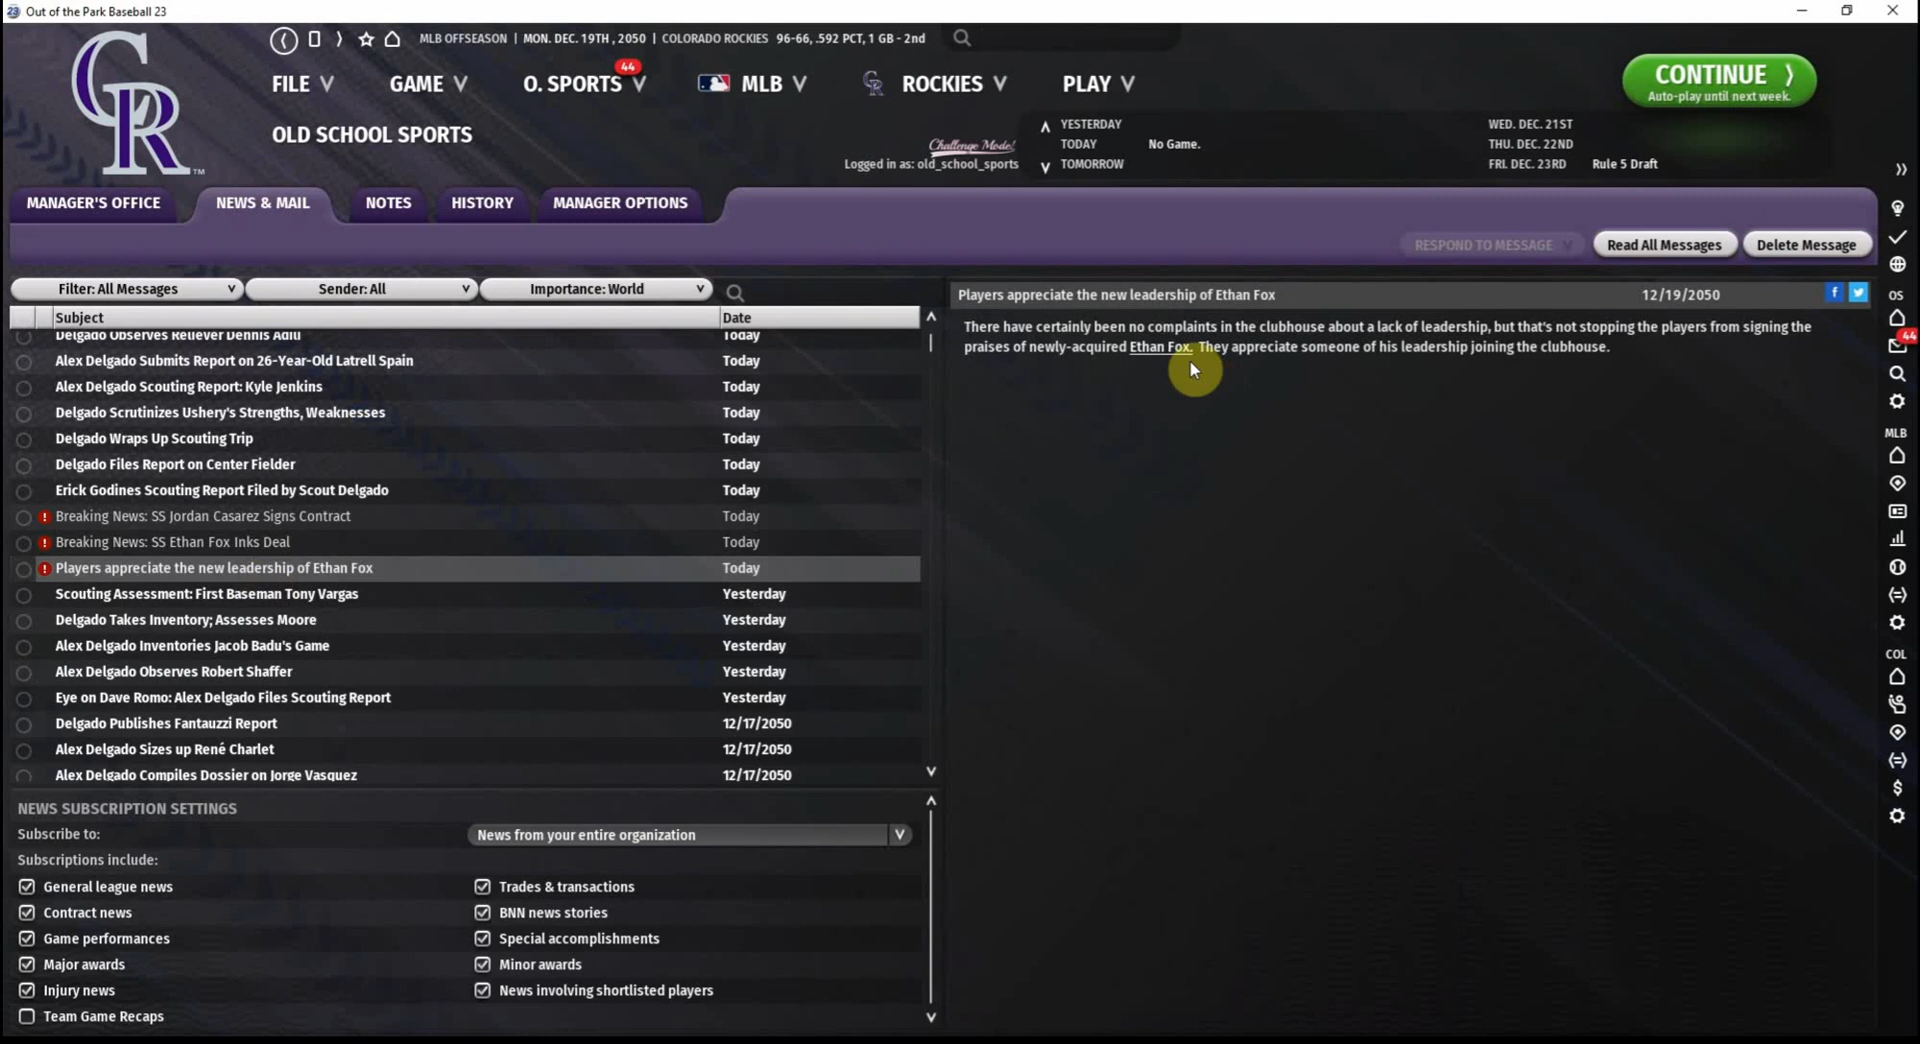 Out of the Park Baseball 23
MLB OFFSEASON | MON. DEC. 19TH , 2050 | COLORADO ROCKIES 96-66, .592 PCT, 1 GB - 2nd
FILE
GAME
O. SPORTS
44
MLB
ROCKIES
PLAY
CONTINUE
Auto-play until next week.
OLD SCHOOL SPORTS
Challenge Mode!
Logged in as: old_school_sports
YESTERDAY
TODAY No Game.
TOMORROW
WED. DEC. 21ST
THU. DEC. 22ND
FRI. DEC. 23RD Rule 5 Draft
MANAGER'S OFFICE
NEWS & MAIL
NOTES
HISTORY
MANAGER OPTIONS
RESPOND TO MESSAGE
Read All Messages
Delete Message
Filter: All Messages
Sender: All
Importance: World
Subject Date
Delgado Observes Reliever Dennis Adill Today
Alex Delgado Submits Report on 26-Year-Old Latrell Spain Today
Alex Delgado Scouting Report: Kyle Jenkins Today
Delgado Scrutinizes Ushery's Strengths, Weaknesses Today
Delgado Wraps Up Scouting Trip Today
Delgado Files Report on Center Fielder Today
Erick Godines Scouting Report Filed by Scout Delgado Today
Breaking News: SS Jordan Casarez Signs Contract Today
Breaking News: SS Ethan Fox Inks Deal Today
Players appreciate the new leadership of Ethan Fox Today
Scouting Assessment: First Baseman Tony Vargas Yesterday
Delgado Takes Inventory; Assesses Moore Yesterday
Alex Delgado Inventories Jacob Badu's Game Yesterday
Alex Delgado Observes Robert Shaffer Yesterday
Eye on Dave Romo: Alex Delgado Files Scouting Report Yesterday
Delgado Publishes Fantauzzi Report 12/17/2050
Alex Delgado Sizes up René Charlet 12/17/2050
Alex Delgado Compiles Dossier on Jorge Vasquez 12/17/2050
Players appreciate the new leadership of Ethan Fox 12/19/2050
There have certainly been no complaints in the clubhouse about a lack of leadership, but that's not stopping the players from signing the
praises of newly-acquired Ethan Fox. They appreciate someone of his leadership joining the clubhouse.
NEWS SUBSCRIPTION SETTINGS
Subscribe to: News from your entire organization
Subscriptions include:
General league news Trades & transactions
Contract news BNN news stories
Game performances Special accomplishments
Major awards Minor awards
Injury news News involving shortlisted players
Team Game Recaps
OS
44
MLB
COL